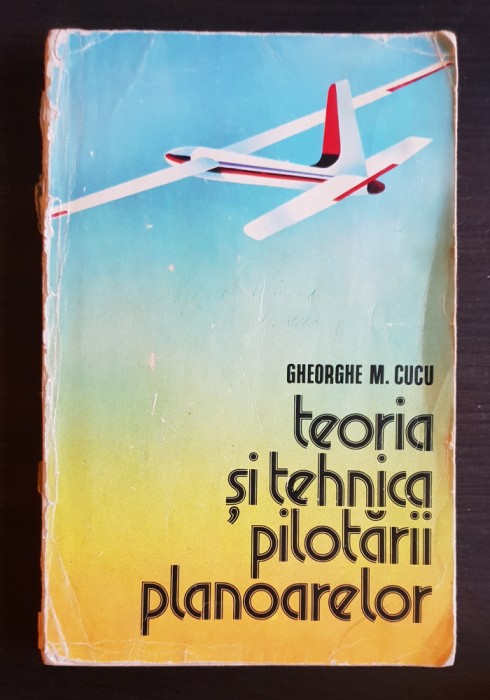 GHEORGHE M. CUCU
teoria
și tehnica
pilotării
planoarelor